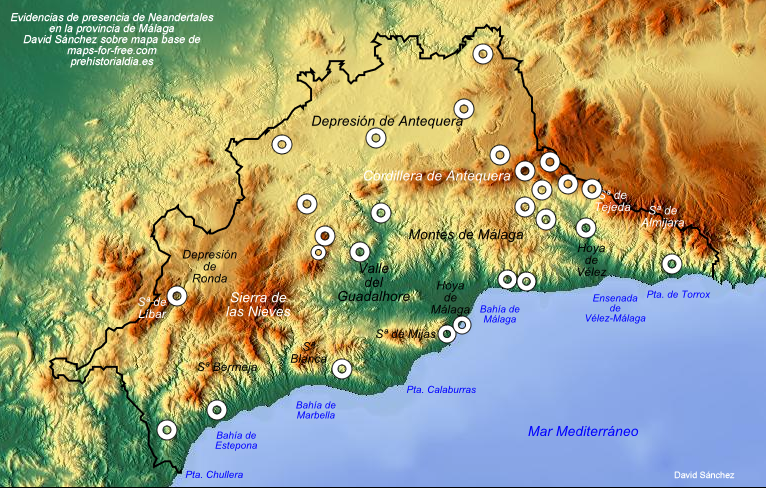 Evidencias de presencia de Neandertales
en la provincia de Málaga
David Sánchez sobre mapa base de
maps-for-free.com
prehistorialdia.es
Depresión de Antequera
Cordillera de Antequera
Sª de
Tejeda
Sª de
Almijara
Montes de Málaga
Depresión
de
Ronda
Valle
del
Guadalhorce
Hoya
de
Vélez
Sª de
Líbar
Sierra de
las Nieves
Hoya
de
Málaga
Bahía de
Málaga
Ensenada
de
Vélez-Málaga
Pta. de Torrox
Sª de Mijas
Sª
Blanca
Sª Bermeja
Pta. Calaburras
Bahía de
Marbella
Bahía de
Estepona
Mar Mediterráneo
Pta. Chullera
David Sánchez